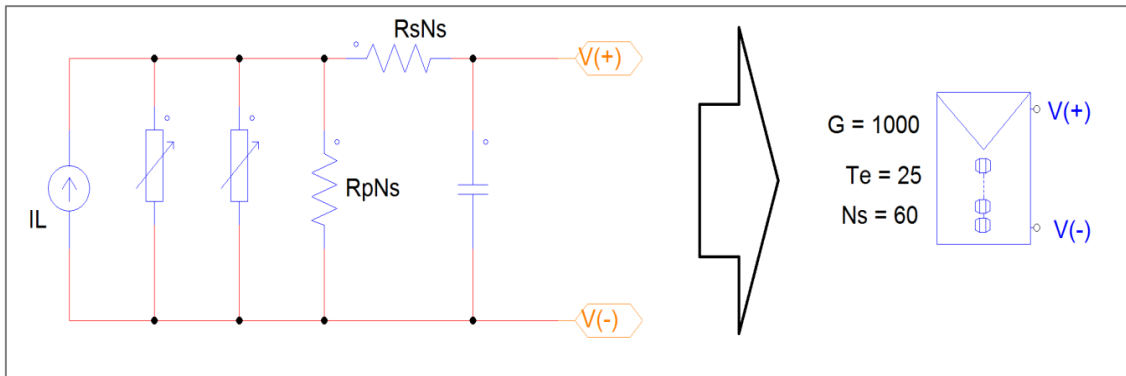 RsNs
V(+)
IL
RpNs
V(-)
G = 1000
Te = 25
Ns = 60
V(+)
V(-)